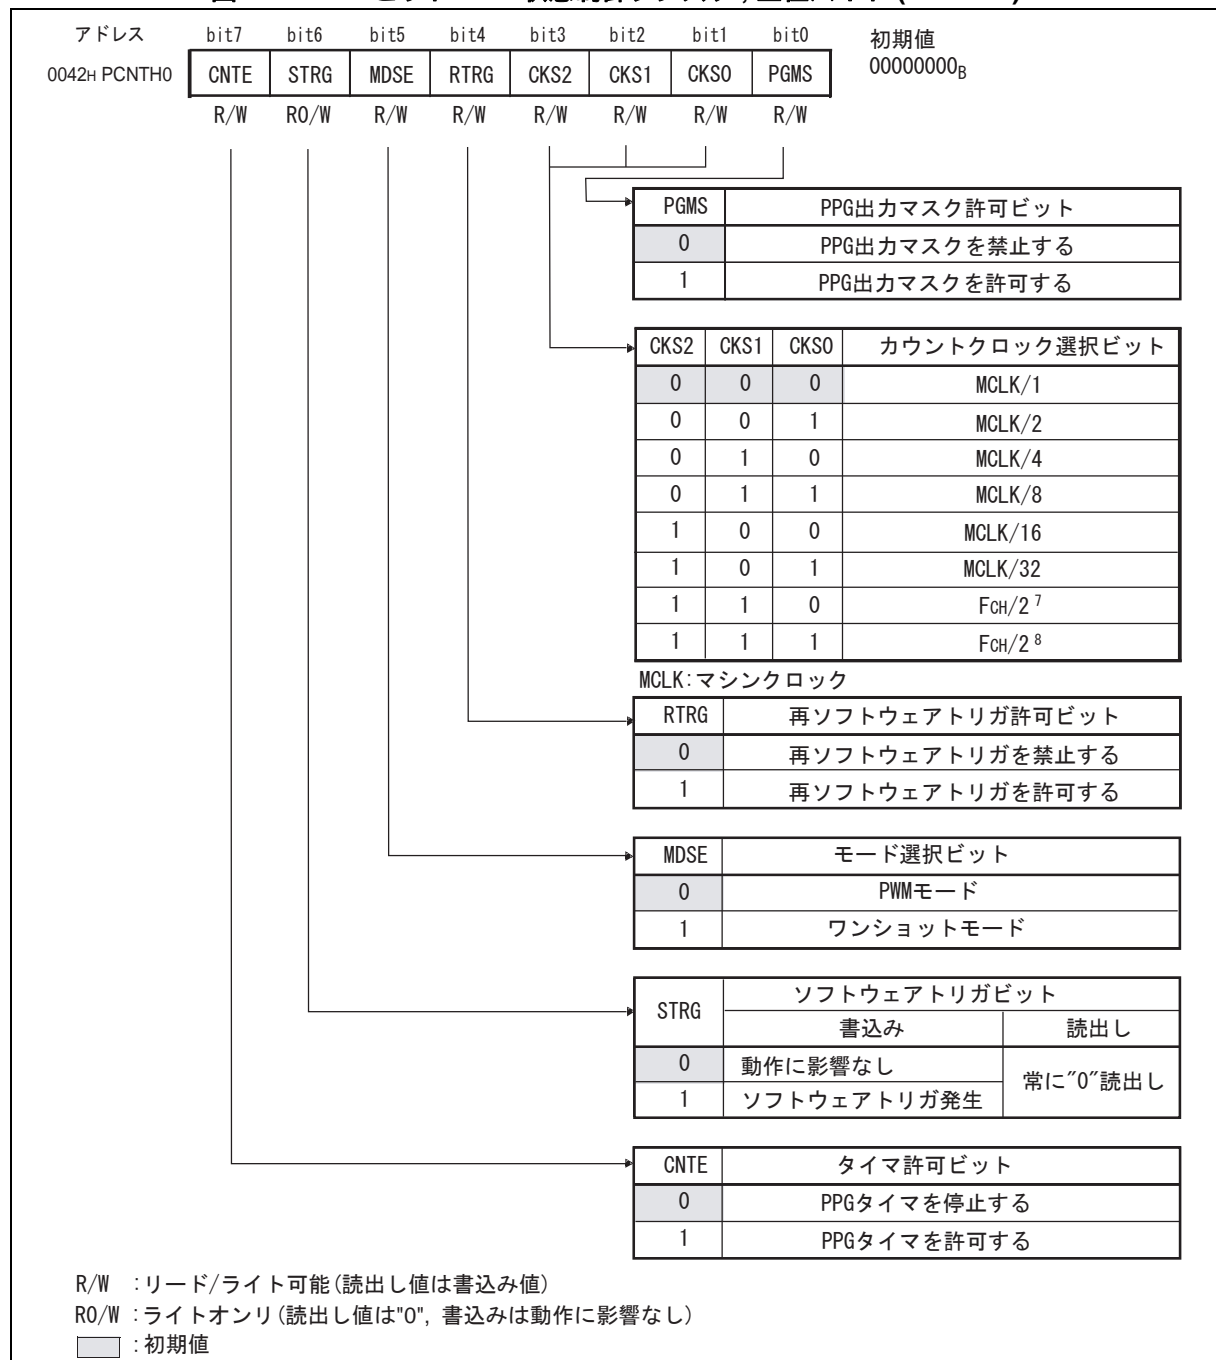 アドレス bit7 bit6 bit5 bit4 bit3 bit2 bit1 bit0 初期値
0042H PCNTH0 CNTE STRG MDSE RTRG CKS2 CKS1 CKS0 PGMS 00000000B
R/W R0/W R/W R/W R/W R/W R/W R/W
PGMS PPG出力マスク許可ビット
0 PPG出力マスクを禁止する
1 PPG出力マスクを許可する
CKS2 CKS1 CKS0 カウントクロック選択ビット
0 0 0 MCLK/1
0 0 1 MCLK/2
0 1 0 MCLK/4
0 1 1 MCLK/8
1 0 0 MCLK/16
1 0 1 MCLK/32
1 1 0 FCH/2 7
1 1 1 FCH/2 8
MCLK:マシンクロック
RTRG 再ソフトウェアトリガ許可ビット
0 再ソフトウェアトリガを禁止する
1 再ソフトウェアトリガを許可する
MDSE モード選択ビット
0 PWMモード
1 ワンショットモード
STRG ソフトウェアトリガビット
書込み 読出し
0 動作に影響なし 常に"0"読出し
1 ソフトウェアトリガ発生
CNTE タイマ許可ビット
0 PPGタイマを停止する
1 PPGタイマを許可する
R/W :リード/ライト可能(読出し値は書込み値)
R0/W :ライトオンリ(読出し値は"0", 書込みは動作に影響なし)
:初期値